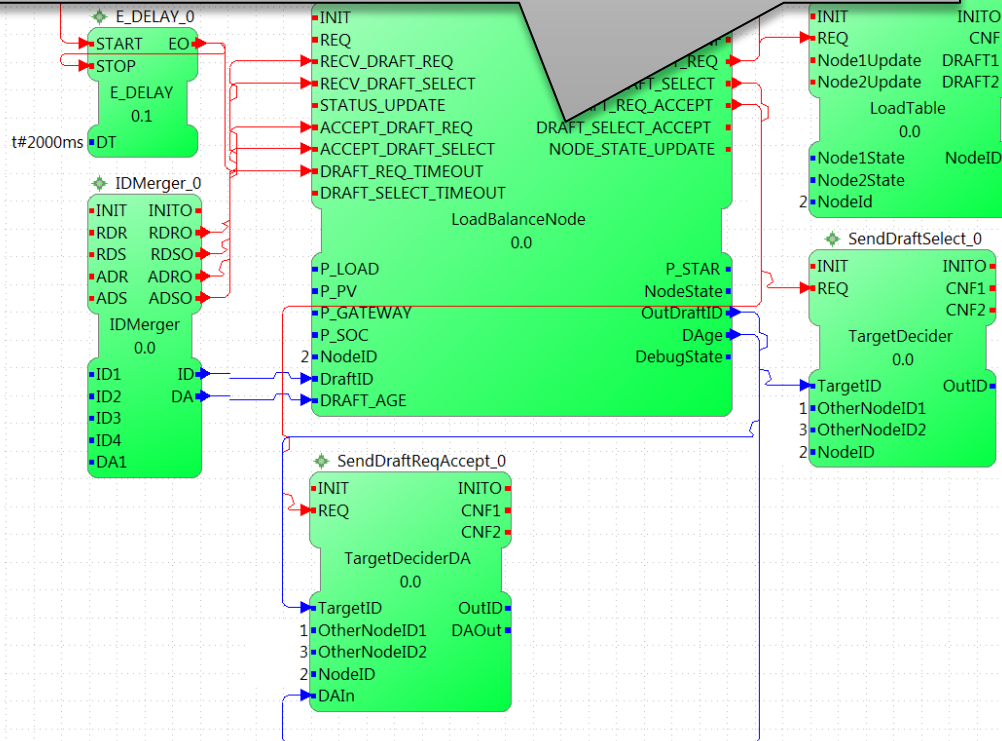 E_DELAY_0
START EO
STOP
E_DELAY
0.1
t#2000ms DT
IDMerger_0
INIT INITO
RDR RDRO
RDS RDSO
ADR ADRO
ADS ADSO
IDMerger
0.0
ID1 ID
ID2 DA
ID3
ID4
DA1
INIT
REQ
RECV_DRAFT_REQ
RECV_DRAFT_SELECT
STATUS_UPDATE
ACCEPT_DRAFT_REQ DRAFT_SELECT_ACCEPT
ACCEPT_DRAFT_SELECT NODE_STATE_UPDATE
DRAFT_REQ_TIMEOUT
DRAFT_SELECT_TIMEOUT
LoadBalanceNode
0.0
P_LOAD P_STAR
P_PV NodeState
P_GATEWAY OutDraftID
P_SOC DAge
2 NodeID DebugState
DraftID
DRAFT_AGE
INIT INITO
REQ CNF
Node1Update DRAFT1
Node2Update DRAFT2
LoadTable
0.0
Node1State NodeID
Node2State
2 NodeId
SendDraftSelect_0
INIT INITO
REQ CNF1
CNF2
TargetDecider
0.0
TargetID OutID
1 OtherNodeID1
3 OtherNodeID2
2 NodeID
SendDraftReqAccept_0
INIT INITO
REQ CNF1
CNF2
TargetDeciderDA
0.0
TargetID OutID
1 OtherNodeID1 DAOut
3 OtherNodeID2
2 NodeID
DAIn